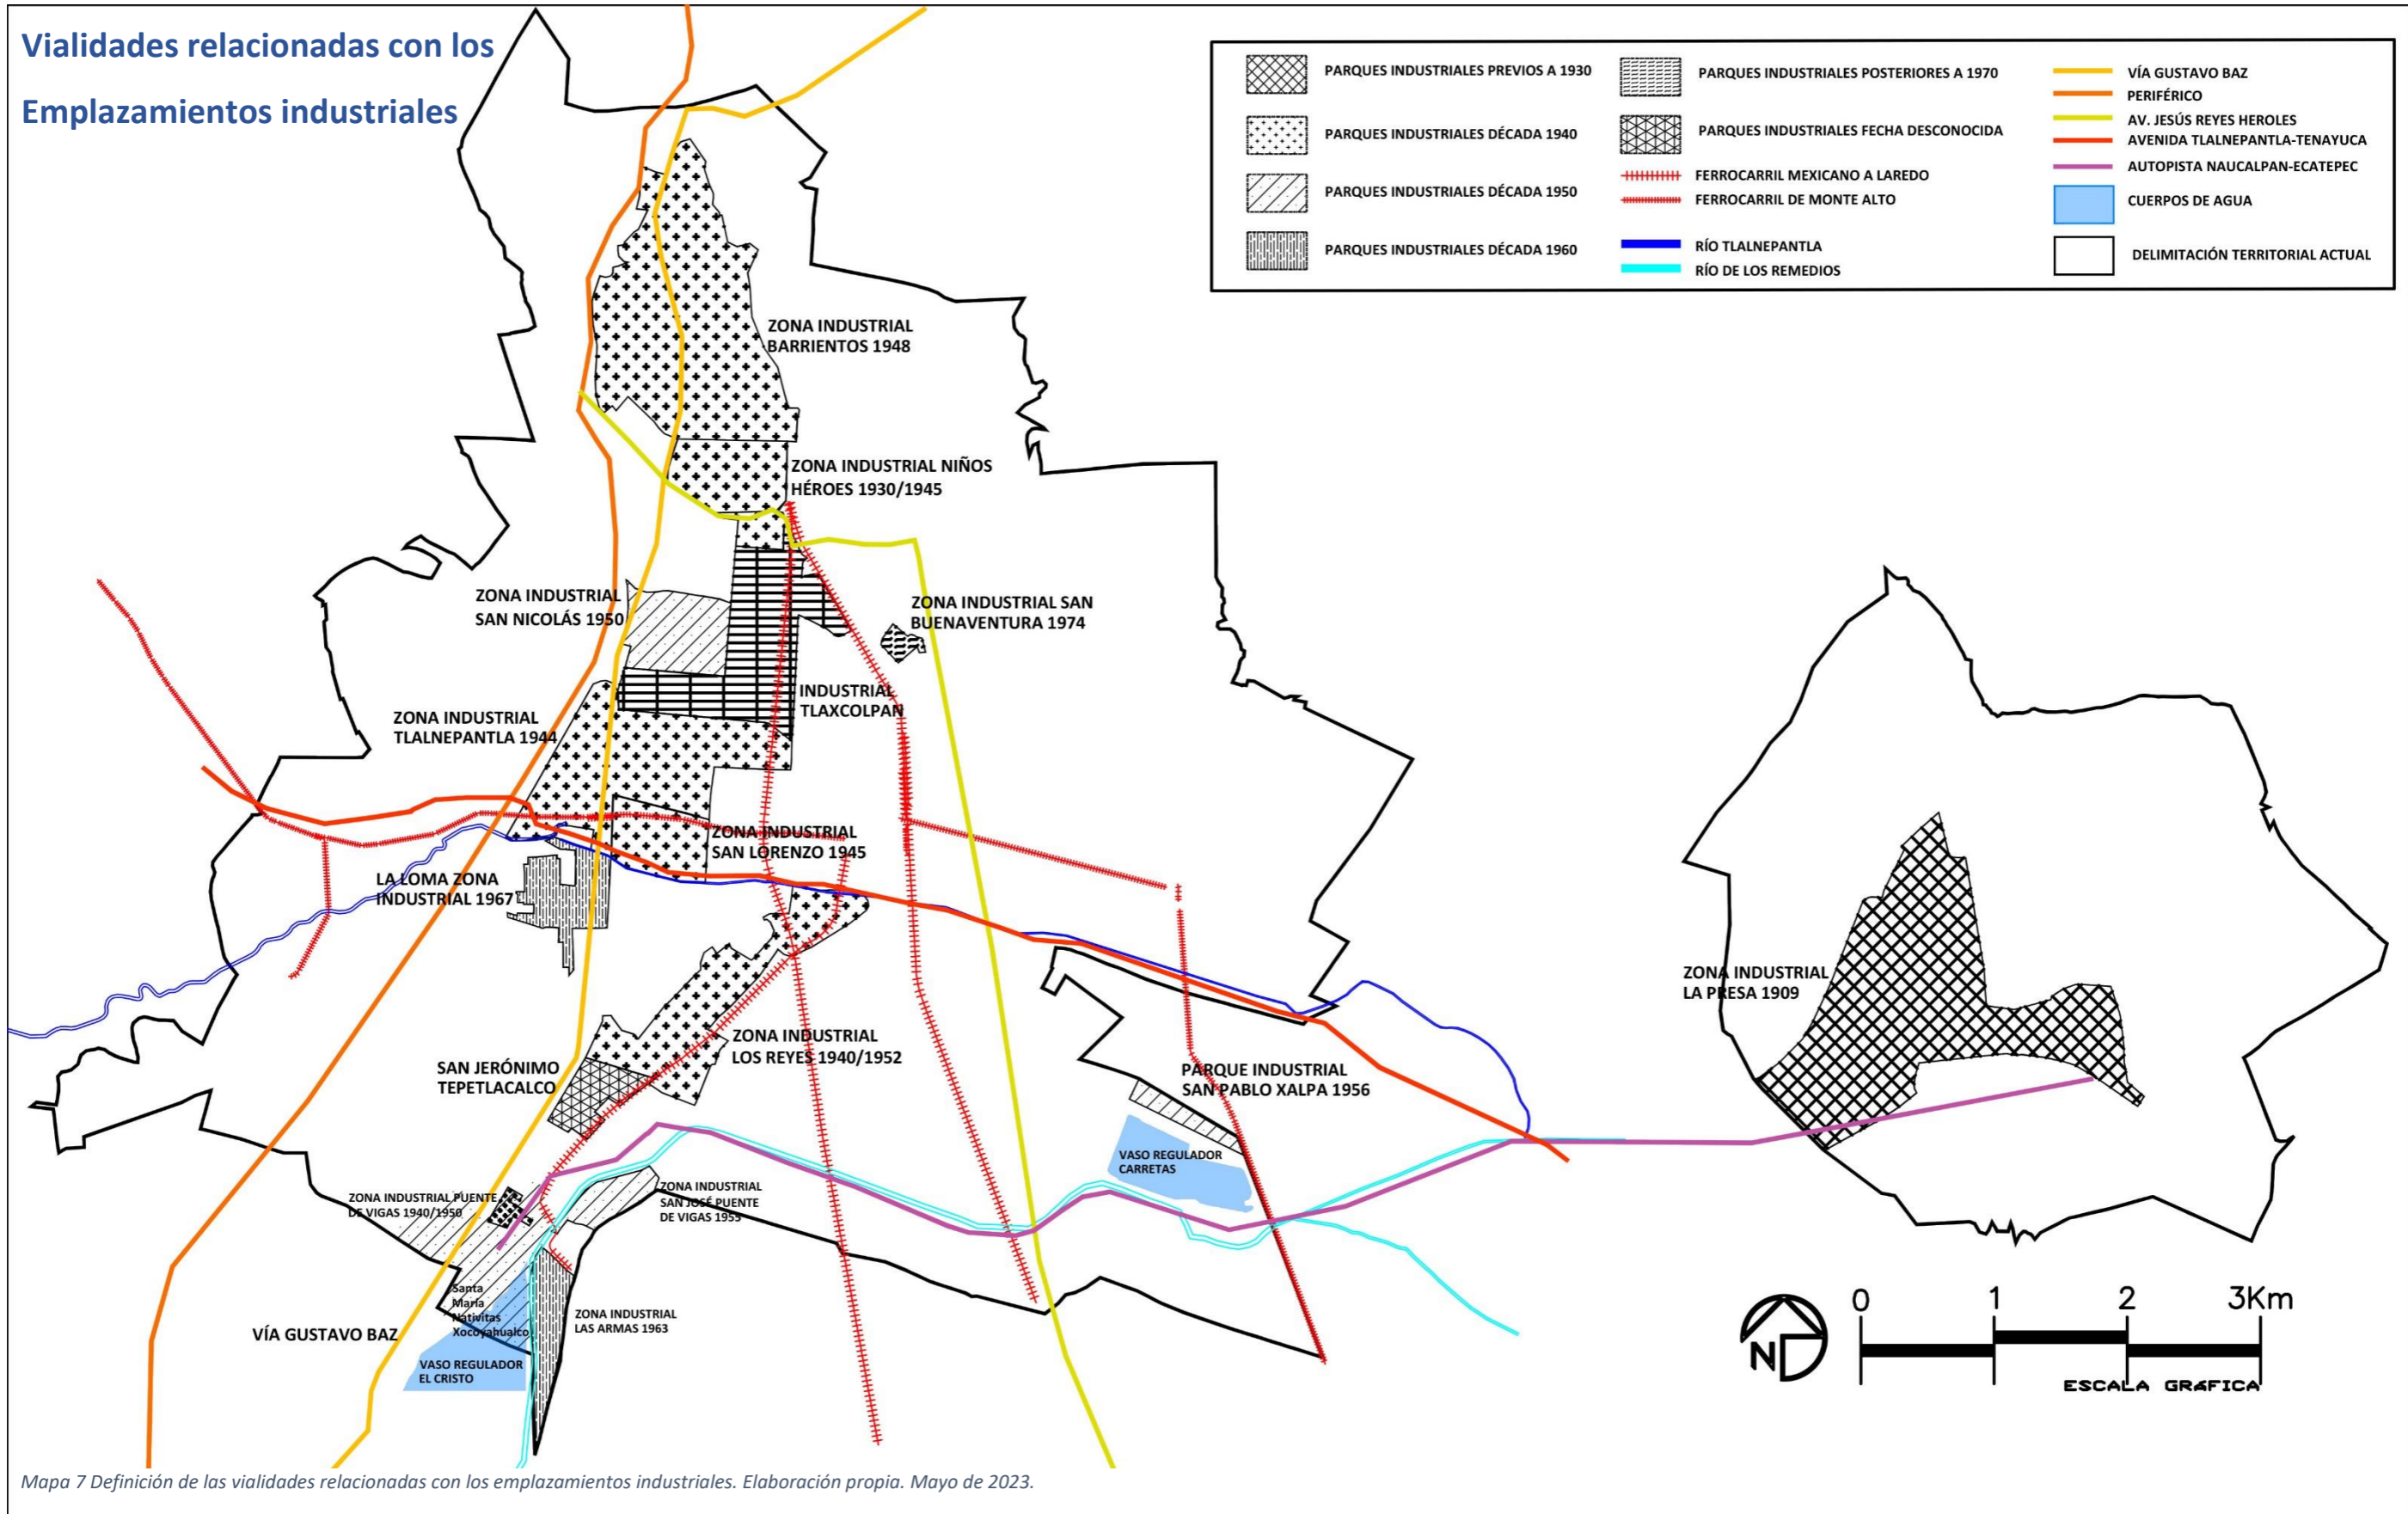 Vialidades relacionadas con los
Emplazamientos industriales
PARQUES INDUSTRIALES PREVIOS A 1930
PARQUES INDUSTRIALES DÉCADA 1940
PARQUES INDUSTRIALES DÉCADA 1950
PARQUES INDUSTRIALES DÉCADA 1960
PARQUES INDUSTRIALES POSTERIORES A 1970
PARQUES INDUSTRIALES FECHA DESCONOCIDA
FERROCARRIL MEXICANO A LAREDO
FERROCARRIL DE MONTE ALTO
RÍO TLALNEPANTLA
RÍO DE LOS REMEDIOS
VÍA GUSTAVO BAZ
PERIFÉRICO
AV. JESÚS REYES HEROLES
AVENIDA TLALNEPANTLA-TENAYUCA
AUTOPISTA NAUCALPAN-ECATEPEC
CUERPOS DE AGUA
DELIMITACIÓN TERRITORIAL ACTUAL
ZONA INDUSTRIAL
BARRIENTOS 1948
ZONA INDUSTRIAL NIÑOS
HÉROES 1930/1945
ZONA INDUSTRIAL
SAN NICOLÁS 1950
ZONA INDUSTRIAL SAN
BUENAVENTURA 1974
INDUSTRIAL
TLAXCOLPAN
ZONA INDUSTRIAL
TLALNEPANTLA 1944
ZONA INDUSTRIAL
SAN LORENZO 1945
LA LOMA ZONA
INDUSTRIAL 1967
ZONA INDUSTRIAL
LA PRESA 1909
ZONA INDUSTRIAL
LOS REYES 1940/1952
SAN JERÓNIMO
TEPETLACALCO
PARQUE INDUSTRIAL
SAN PABLO XALPA 1956
VASO REGULADOR
CARRETAS
ZONA INDUSTRIAL PUENTE
DE VIGAS 1940/1950
ZONA INDUSTRIAL
SAN JOSÉ PUENTE
DE VIGAS 1955
Santa
María
Nativitas
Xocoyahualco
ZONA INDUSTRIAL
LAS ARMAS 1963
VÍA GUSTAVO BAZ
VASO REGULADOR
EL CRISTO
N
0 1 2 3Km
ESCALA GRÁFICA
Mapa 7 Definición de las vialidades relacionadas con los emplazamientos industriales. Elaboración propia. Mayo de 2023.